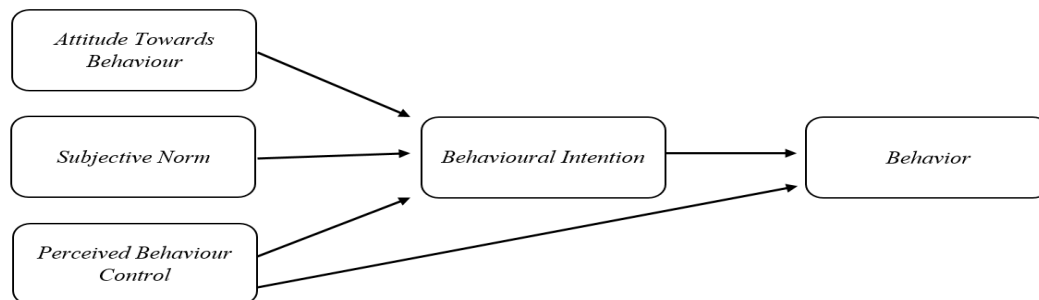 Attitude Towards
Behaviour
Subjective Norm
Behavioural Intention
Behavior
Perceived Behaviour
Control